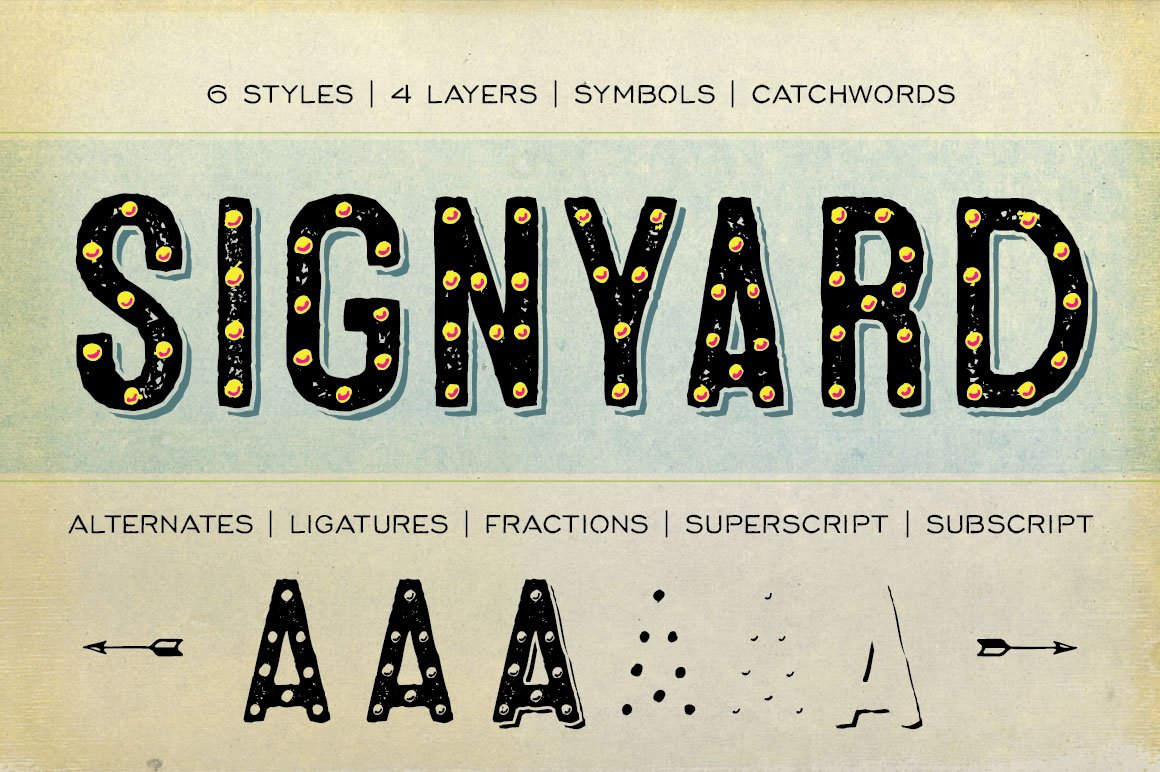 6 STYLES | 4 LAYERS | SYMBOLS | CATCHWORDS
SIGNYARD
ALTERNATES | LIGATURES | FRACTIONS | SUPERSCRIPT | SUBSCRIPT
A A A A